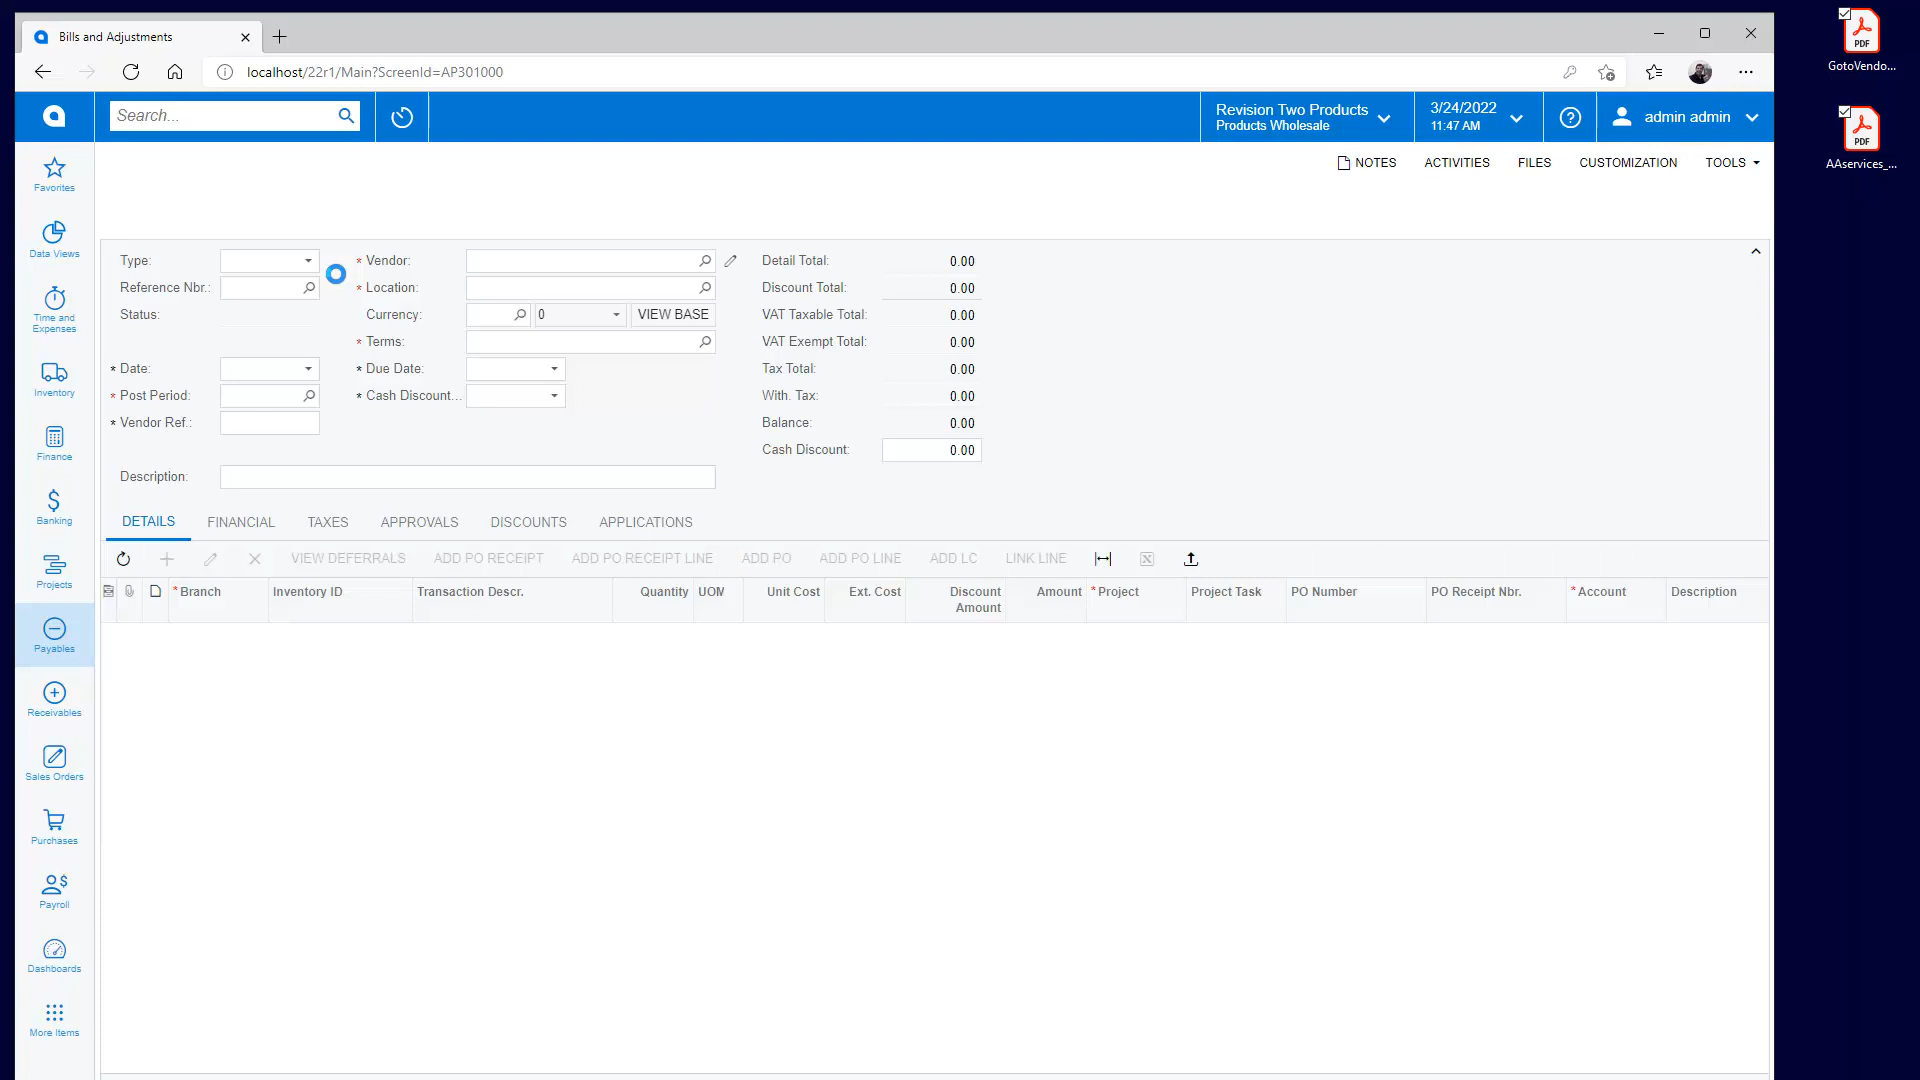 Bills and Adjustments
localhost/22r1/Main?ScreenId=AP301000
PDF
GotoVendo...
PDF
AAservices_...
Search...
Revision Two Products
Products Wholesale
3/24/2022
11:47 AM
admin admin
NOTES ACTIVITIES FILES CUSTOMIZATION TOOLS
Favorites
Data Views
Time and
Expenses
Inventory
Finance
Banking
Projects
Payables
Receivables
Sales Orders
Purchases
Payroll
Dashboards
More Items
Type:
Reference Nbr.:
Status:
* Date:
* Post Period:
* Vendor Ref.:
Description:
* Vendor:
* Location:
Currency: 0 VIEW BASE
* Terms:
* Due Date:
* Cash Discount...
Detail Total: 0.00
Discount Total: 0.00
VAT Taxable Total: 0.00
VAT Exempt Total: 0.00
Tax Total: 0.00
With. Tax: 0.00
Balance: 0.00
Cash Discount: 0.00
DETAILS FINANCIAL TAXES APPROVALS DISCOUNTS APPLICATIONS
VIEW DEFERRALS ADD PO RECEIPT ADD PO RECEIPT LINE ADD PO ADD PO LINE ADD LC LINK LINE
* Branch Inventory ID Transaction Descr. Quantity UOM Unit Cost Ext. Cost Discount Amount Amount * Project Project Task PO Number PO Receipt Nbr. * Account Description